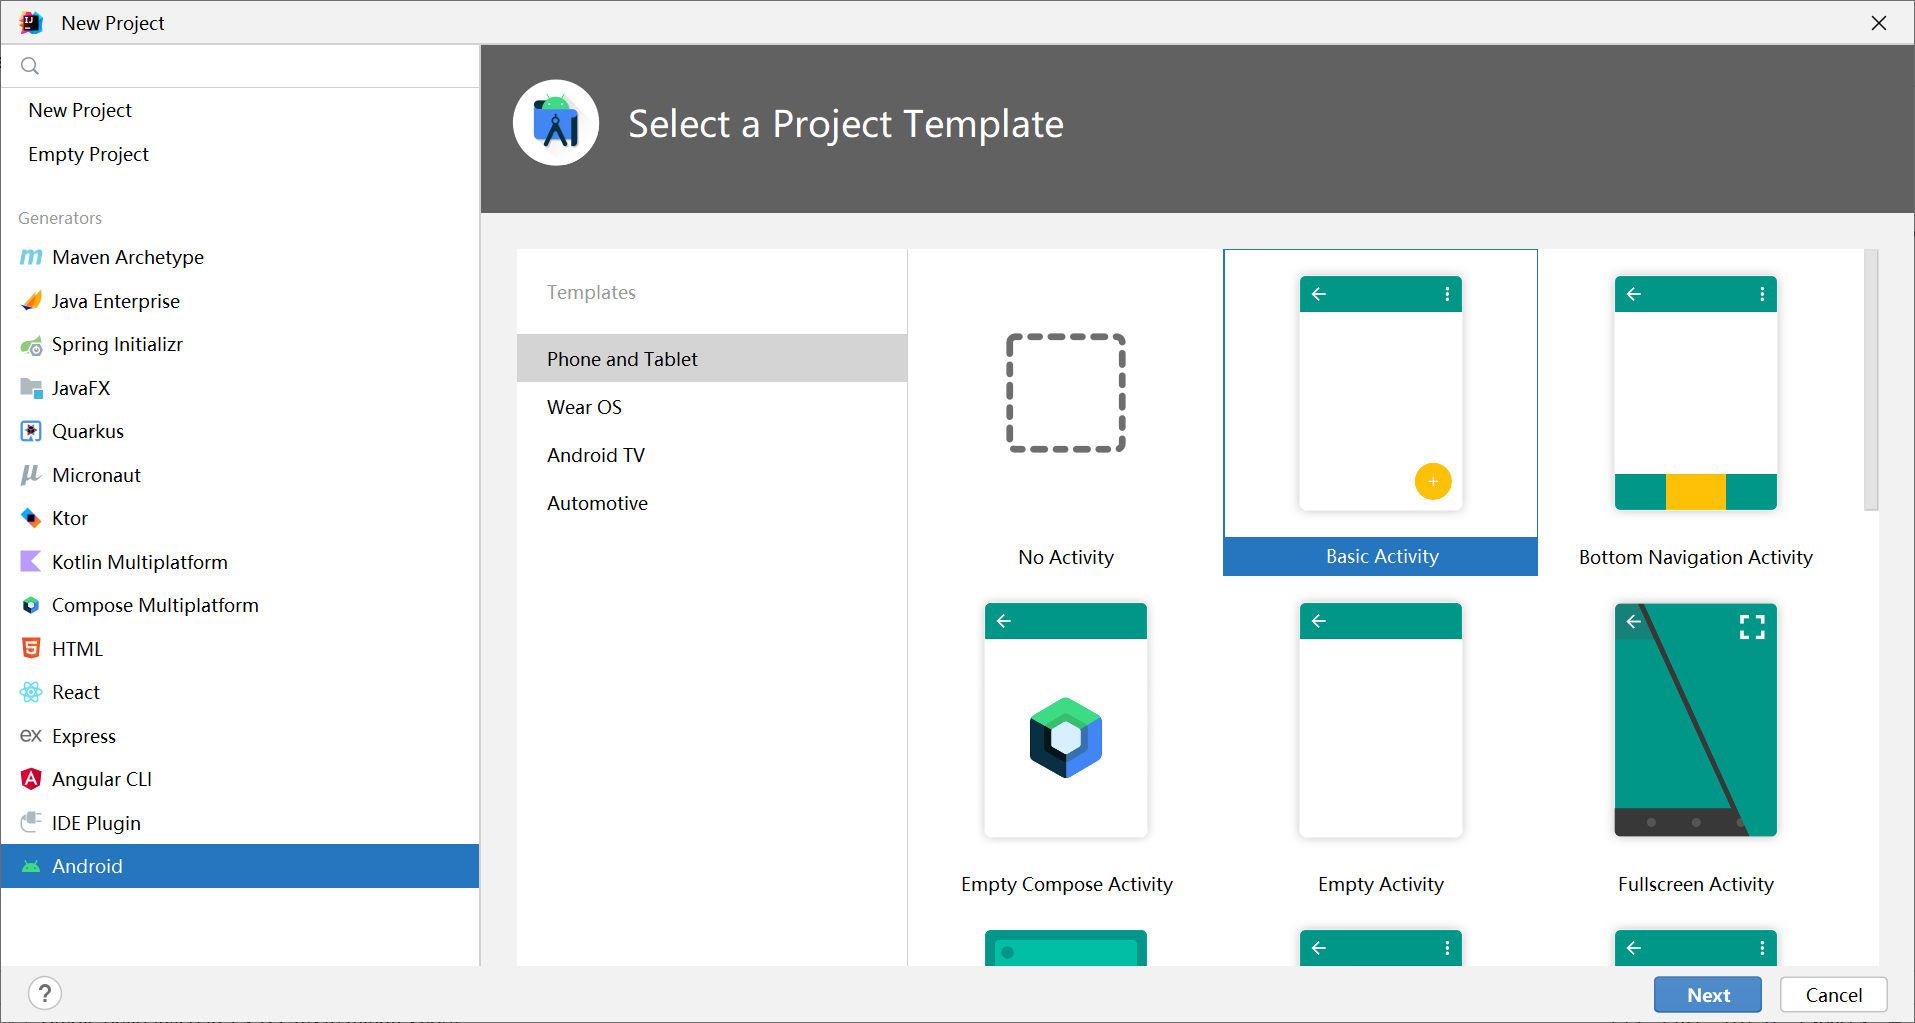 New Project
New Project
Empty Project
Generators
Maven Archetype
Java Enterprise
Spring Initializr
JavaFX
Quarkus
Micronaut
Ktor
Kotlin Multiplatform
Compose Multiplatform
HTML
React
ex Express
Angular CLI
IDE Plugin
Android
Select a Project Template
Templates
Phone and Tablet
Wear OS
Android TV
Automotive
No Activity
Basic Activity
Bottom Navigation Activity
Empty Compose Activity
Empty Activity
Fullscreen Activity
?
Next
Cancel